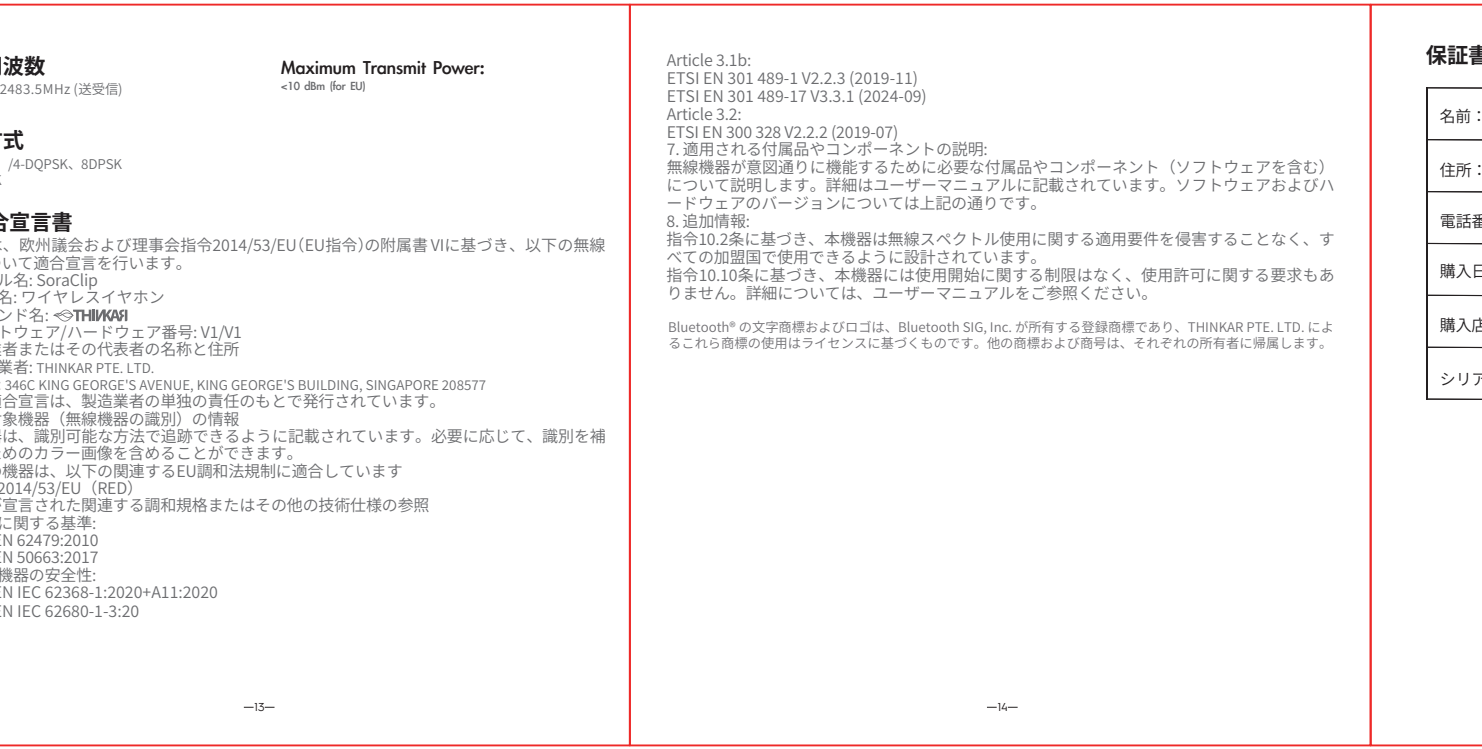 波数
2483.5MHz (送受信)
Maximum Transmit Power:
<10 dBm (for EU)
式
/4-DQPSK、8DPSK
合宣言書
、欧州議会および理事会指令2014/53/EU(EU指令)の附属書 VIに基づき、以下の無線
いて適合宣言を行います。
ル名: SoraClip
名: ワイヤレスイヤホン
ンド名: THINKAR
トウェア/ハードウェア番号: V1/V1
者またはその代表者の名称と住所
業者: THINKAR PTE. LTD.
: 346C KING GEORGE'S AVENUE, KING GEORGE'S BUILDING, SINGAPORE 208577
合宣言は、製造業者の単独の責任のもとで発行されています。
象機器（無線機器の識別）の情報
は、識別可能な方法で追跡できるように記載されています。必要に応じて、識別を補
めのカラー画像を含めることができます。
機器は、以下の関連するEU調和法規制に適合しています
2014/53/EU（RED）
宣言された関連する調和規格またはその他の技術仕様の参照
に関する基準:
EN 62479:2010
EN 50663:2017
機器の安全性:
EN IEC 62368-1:2020+A11:2020
EN IEC 62680-1-3:20
—13—
Article 3.1b:
ETSI EN 301 489-1 V2.2.3 (2019-11)
ETSI EN 301 489-17 V3.3.1 (2024-09)
Article 3.2:
ETSI EN 300 328 V2.2.2 (2019-07)
7. 適用される付属品やコンポーネントの説明:
無線機器が意図通りに機能するために必要な付属品やコンポーネント（ソフトウェアを含む）
について説明します。詳細はユーザーマニュアルに記載されています。ソフトウェアおよびハ
ードウェアのバージョンについては上記の通りです。
8. 追加情報:
指令10.2条に基づき、本機器は無線スペクトル使用に関する適用要件を侵害することなく、す
べての加盟国で使用できるように設計されています。
指令10.10条に基づき、本機器には使用開始に関する制限はなく、使用許可に関する要求もあ
りません。詳細については、ユーザーマニュアルをご参照ください。
Bluetooth® の文字商標およびロゴは、Bluetooth SIG, Inc. が所有する登録商標であり、THINKAR PTE. LTD. によ
るこれら商標の使用はライセンスに基づくものです。他の商標および商号は、それぞれの所有者に帰属します。
—14—
保証書
名前：
住所：
電話番
購入日
購入店
シリア